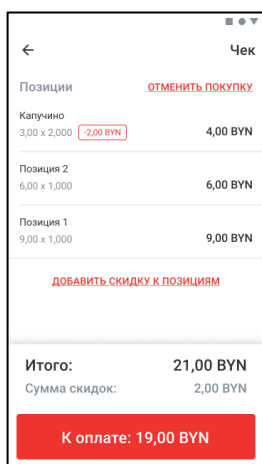 Чек
Позиции ОТМЕНИТЬ ПОКУПКУ
Капучино
3,00 x 2,000 -2,00 BYN 4,00 BYN
Позиция 2
6,00 x 1,000 6,00 BYN
Позиция 1
9,00 x 1,000 9,00 BYN
ДОБАВИТЬ СКИДКУ К ПОЗИЦИЯМ
Итого: 21,00 BYN
Сумма скидок: 2,00 BYN
К оплате: 19,00 BYN